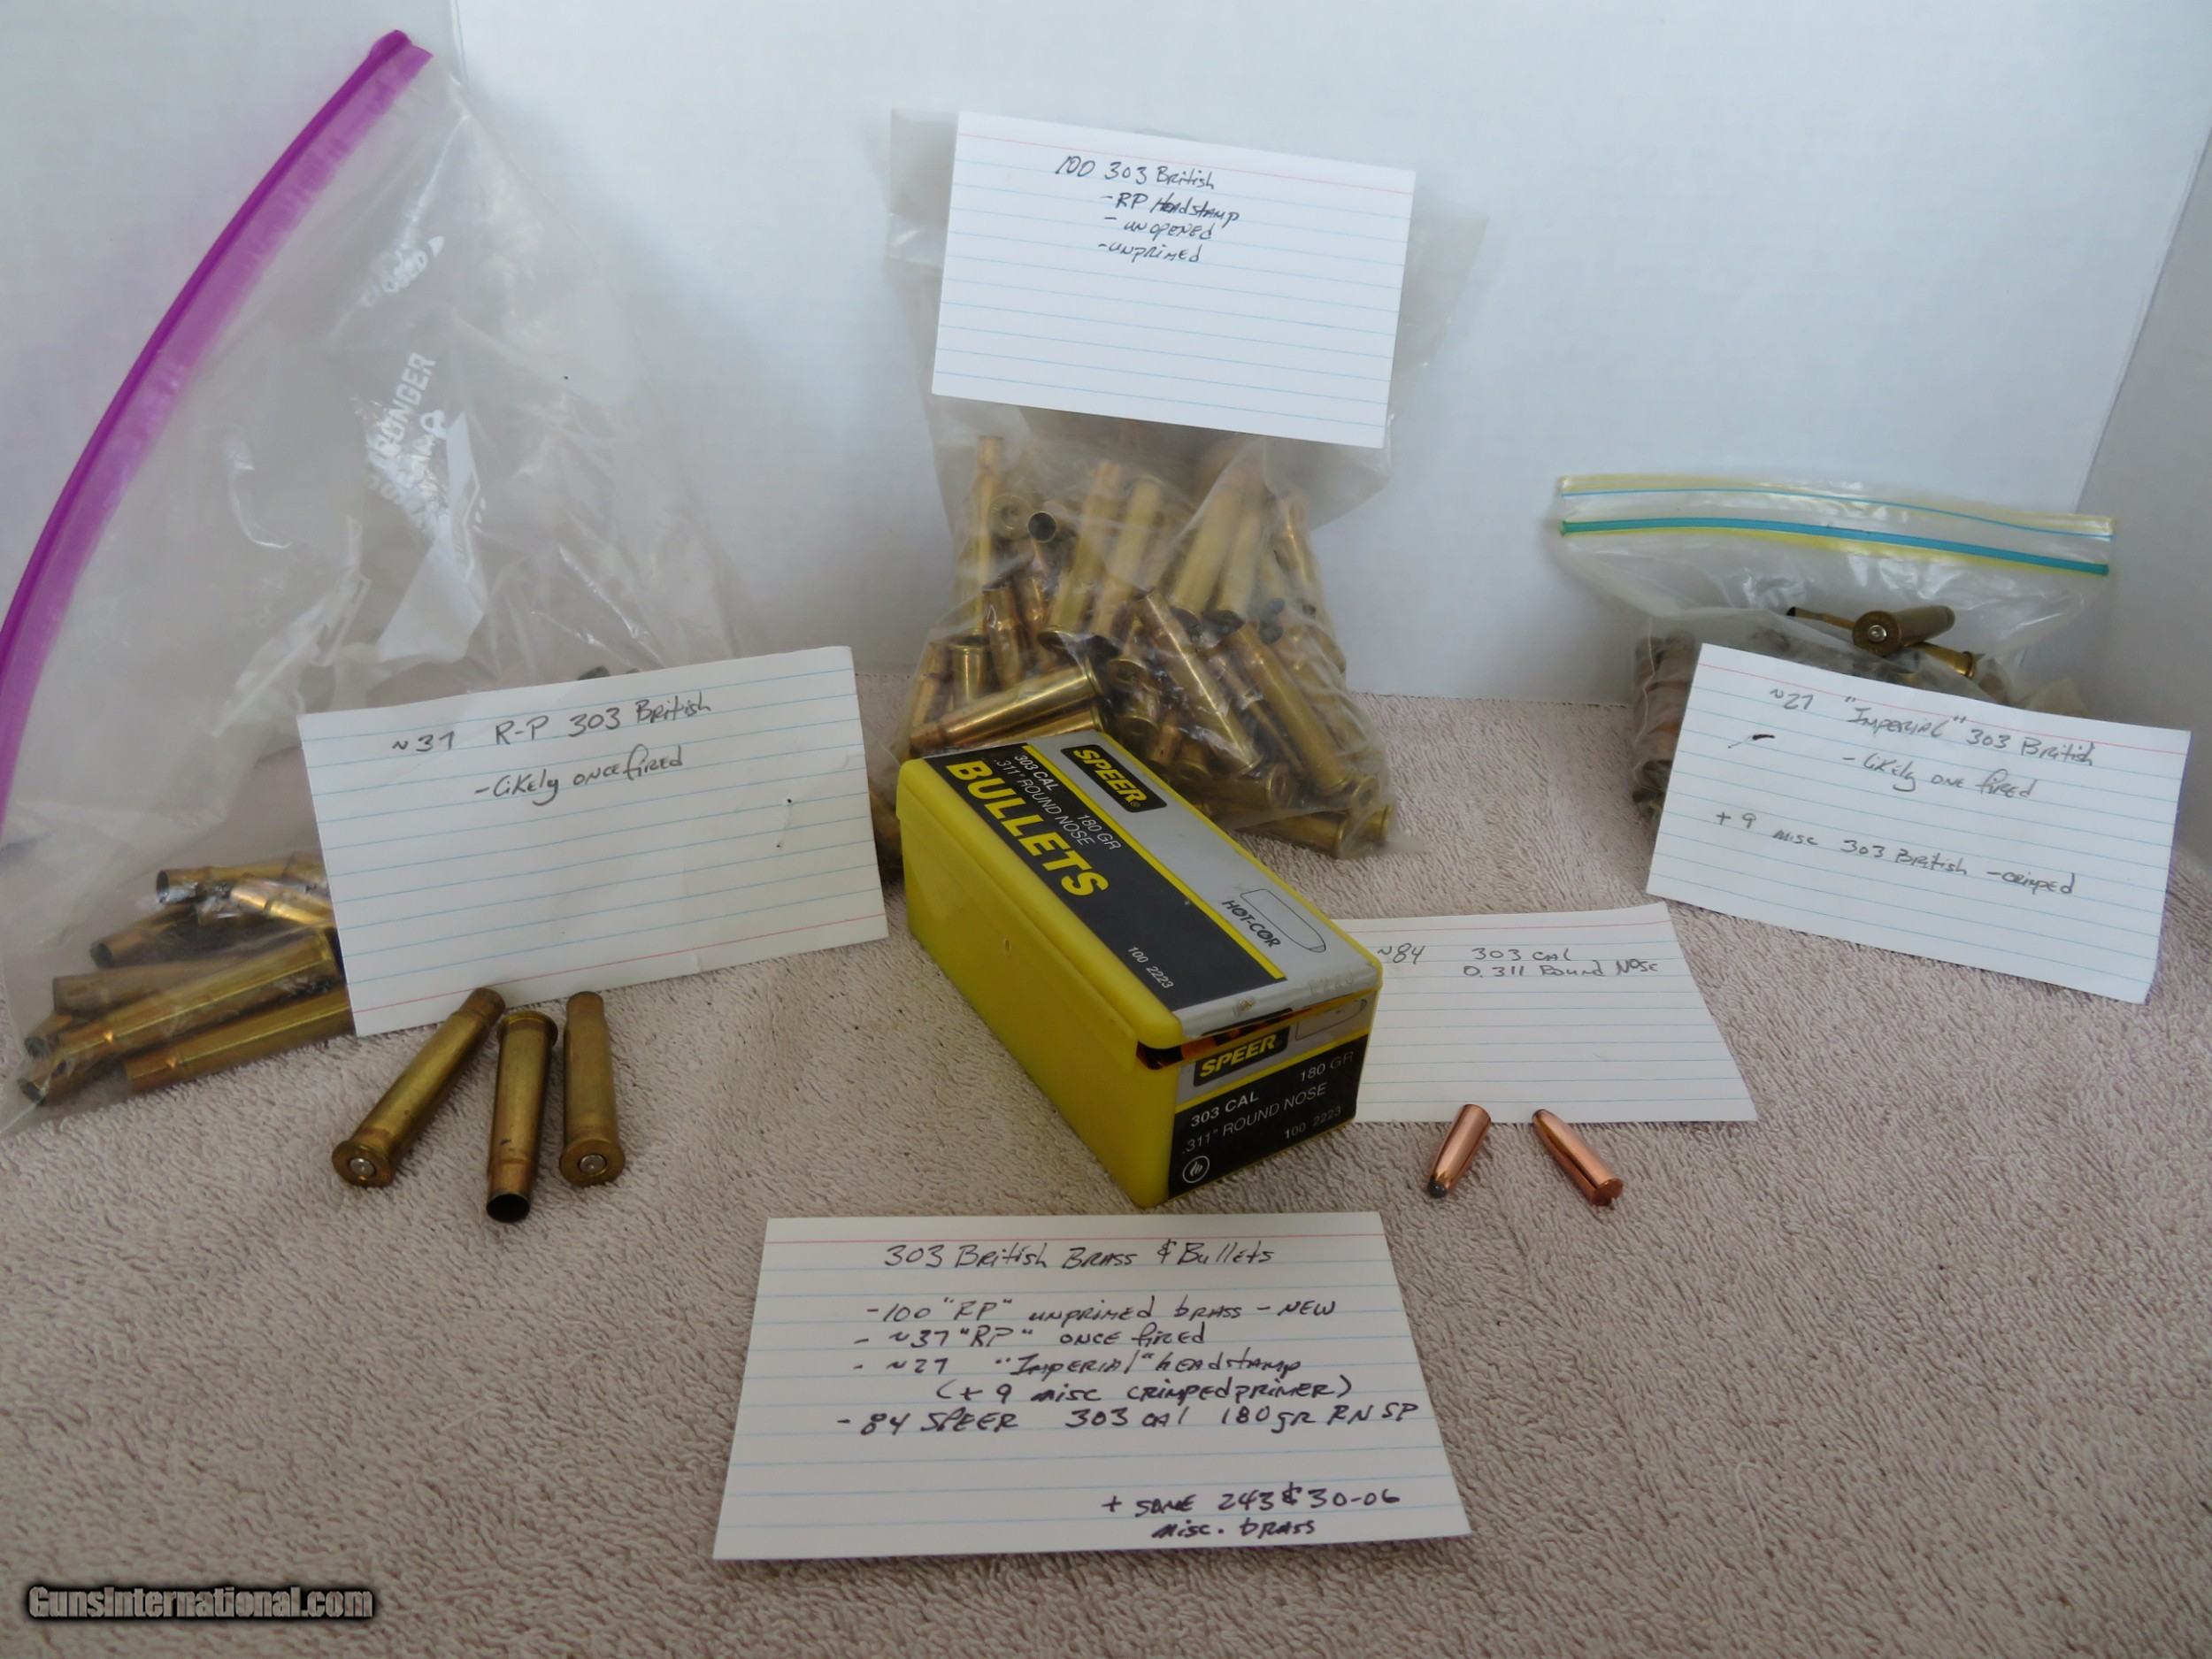 100 303 British
- RP Headstamp
- unopened
- unprimed
~37 R-P 303 British
- Likely once fired
~27 "Imperial" 303 British
- likely one fired
+ 9 misc 303 British - crimped
SPEER®
303 CAL 180 GR
.311" ROUND NOSE
BULLETS
HOT-COR
100 2223
SPEER
303 CAL 180 GR
.311" ROUND NOSE
100 2223
~84 303 CAL
0.311 Round Nose
303 British Brass & Bullets
- 100 "RP" unprimed brass - NEW
- ~37 "RP" once fired
- ~27 "Imperial" headstamp
(+ 9 misc crimped primer)
- 84 SPEER 303 cal 180 gr RN SP
+ some 243 & 30-06
misc. brass
GunsInternational.com